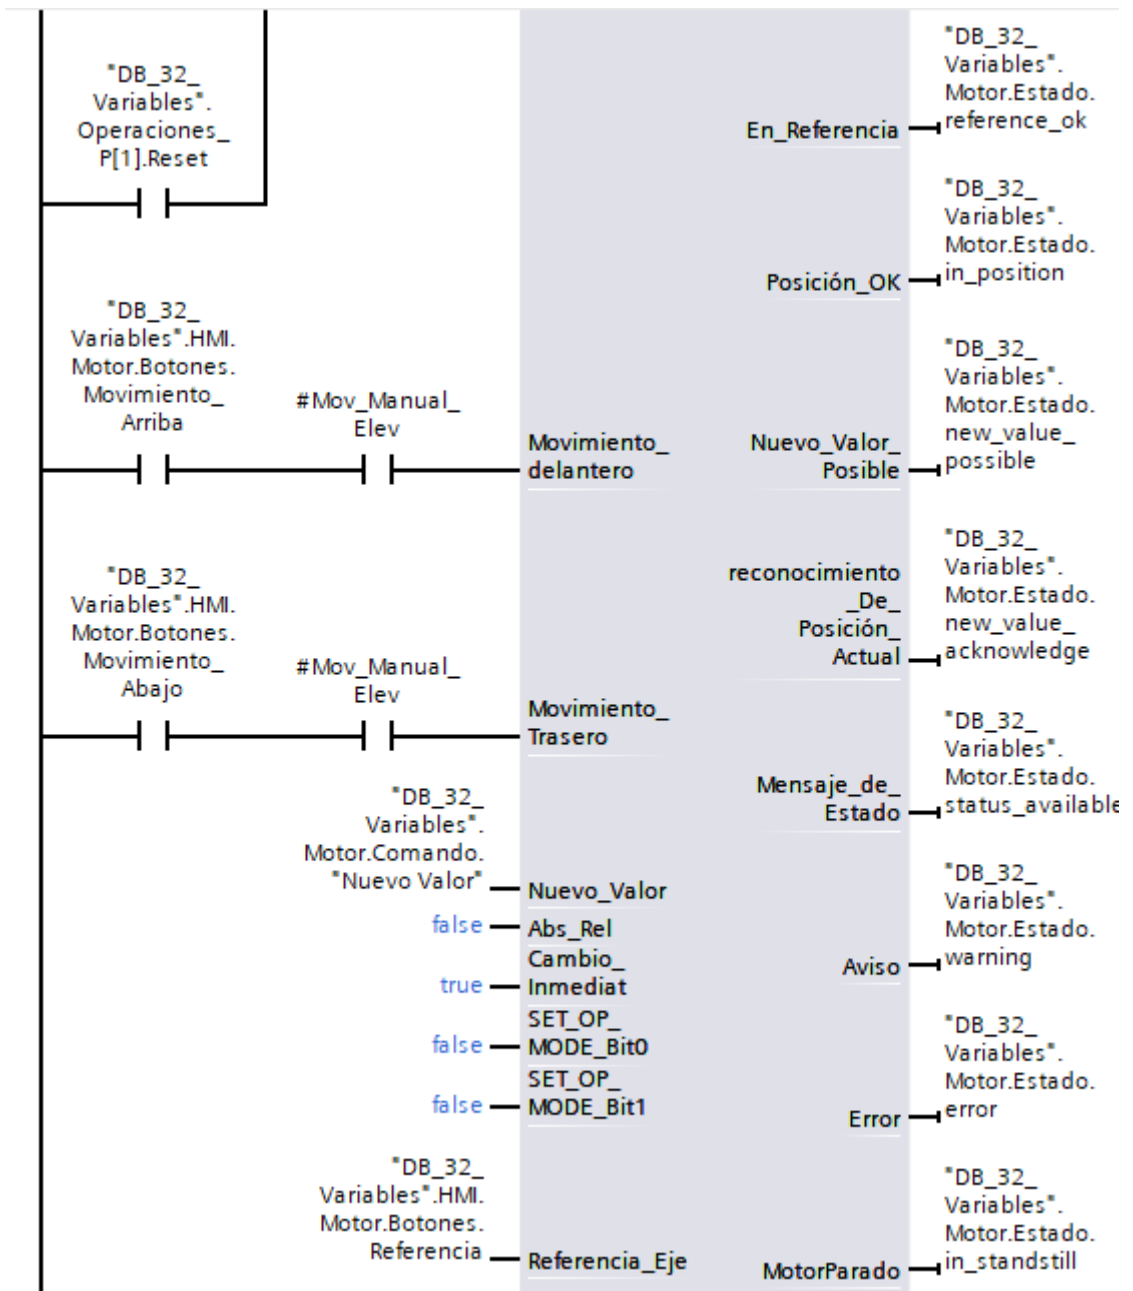 "DB_32_
Variables".
Operaciones_
P[1].Reset
"DB_32_
Variables".
Motor.Estado.
reference_ok
En_Referencia
"DB_32_
Variables".
Motor.Estado.
in_position
Posición_OK
"DB_32_
Variables".HMI.
Motor.Botones.
Movimiento_
Arriba
#Mov_Manual_
Elev
Movimiento_
delantero
Nuevo_Valor_
Posible
"DB_32_
Variables".
Motor.Estado.
new_value_
possible
"DB_32_
Variables".HMI.
Motor.Botones.
Movimiento_
Abajo
#Mov_Manual_
Elev
Movimiento_
Trasero
reconocimiento
_De_
Posición_
Actual
"DB_32_
Variables".
Motor.Estado.
new_value_
acknowledge
Mensaje_de_
Estado
"DB_32_
Variables".
Motor.Estado.
status_available
"DB_32_
Variables".
Motor.Comando.
"Nuevo Valor"
Nuevo_Valor
false
Abs_Rel
true
Cambio_
Inmediat
false
SET_OP_
MODE_Bit0
false
SET_OP_
MODE_Bit1
Aviso
"DB_32_
Variables".
Motor.Estado.
warning
Error
"DB_32_
Variables".
Motor.Estado.
error
"DB_32_
Variables".HMI.
Motor.Botones.
Referencia
Referencia_Eje
MotorParado
"DB_32_
Variables".
Motor.Estado.
in_standstill